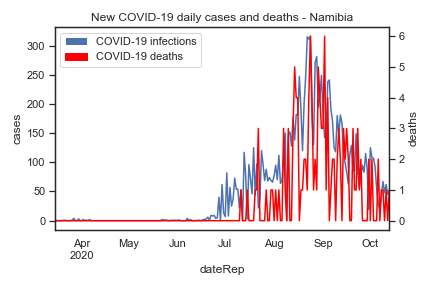 New COVID-19 daily cases and deaths - Namibia
COVID-19 infections
COVID-19 deaths
300
250
200
150
100
50
0
cases
6
5
4
3
2
1
0
deaths
Apr May Jun Jul Aug Sep Oct
2020
dateRep